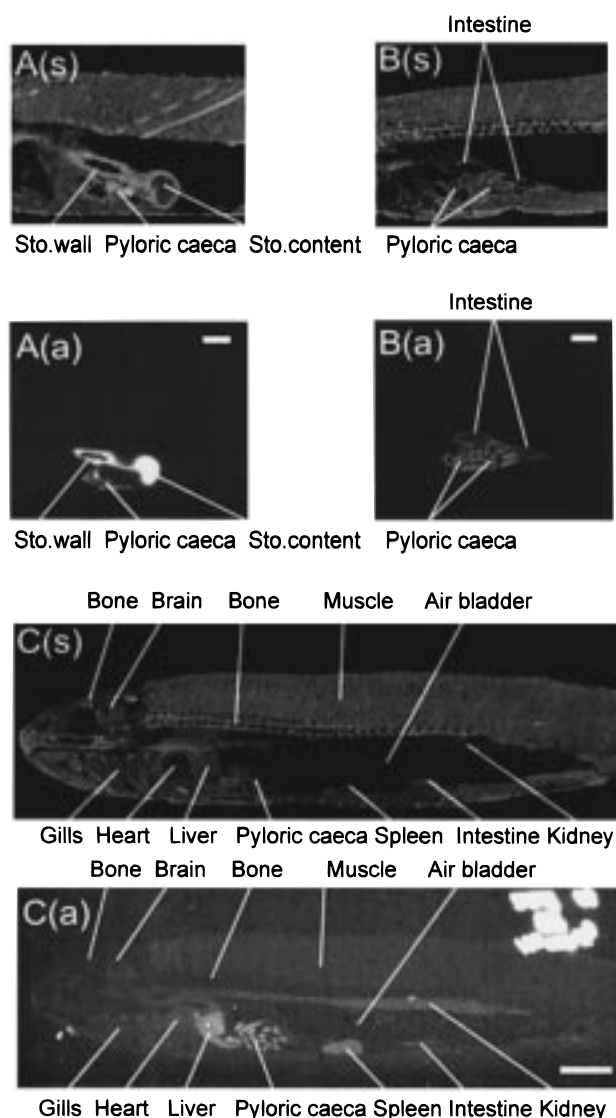 Intestine
A(s) B(s)
Sto.wall Pyloric caeca Sto.content Pyloric caeca
Intestine
A(a) B(a)
Sto.wall Pyloric caeca Sto.content Pyloric caeca
Bone Brain Bone Muscle Air bladder
C(s)
Gills Heart Liver Pyloric caeca Spleen Intestine Kidney
Bone Brain Bone Muscle Air bladder
C(a)
Gills Heart Liver Pyloric caeca Spleen Intestine Kidney